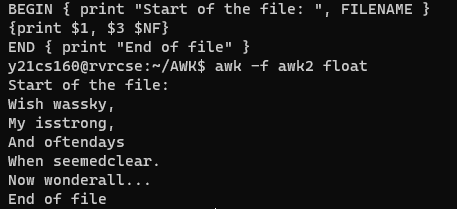 BEGIN { print "Start of the file: ", FILENAME }
{print $1, $3 $NF}
END { print "End of file" }
y21cs160@rvrcse:~/AWK$ awk -f awk2 float
Start of the file:
Wish wassky,
My isstrong,
And oftendays
When seemedclear.
Now wonderall...
End of file